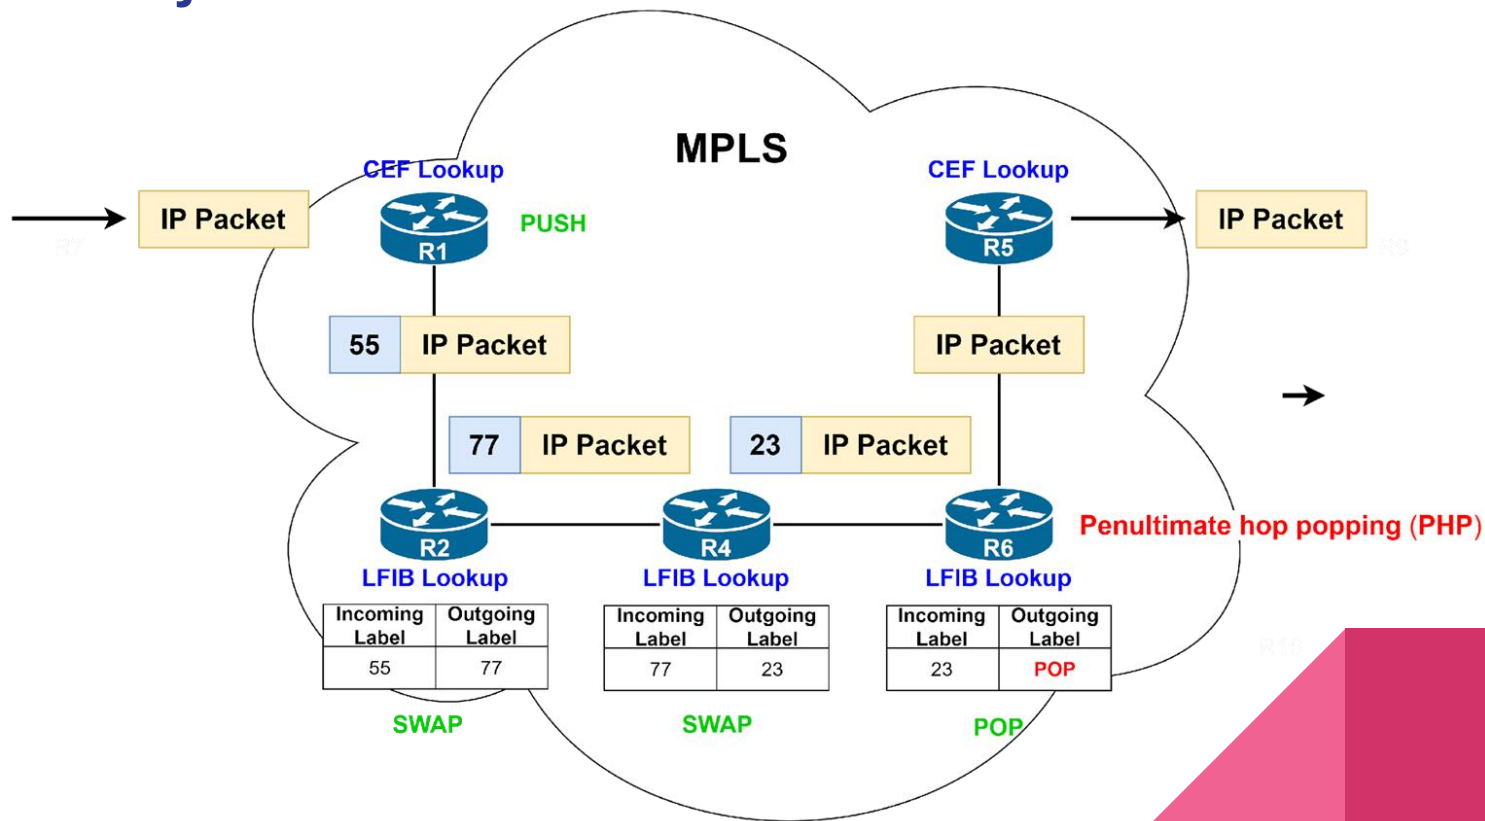 MPLS
CEF Lookup
CEF Lookup
IP Packet
R1
PUSH
R5
IP Packet
R7
R9
55 IP Packet
IP Packet
77 IP Packet
23 IP Packet
R2
R4
R6
Penultimate hop popping (PHP)
LFIB Lookup
LFIB Lookup
LFIB Lookup
Incoming Label
Outgoing Label
55
77
Incoming Label
Outgoing Label
77
23
Incoming Label
Outgoing Label
23
POP
R10
SWAP
SWAP
POP